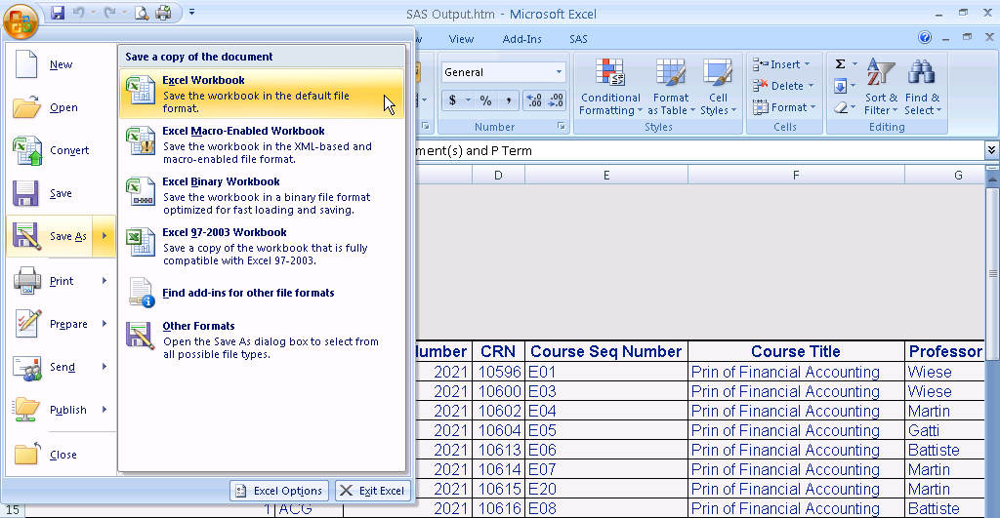 SAS Output.htm - Microsoft Excel
View Add-Ins SAS
New
Open
Convert
Save
Save As
Print
Prepare
Send
Publish
Close
Save a copy of the document
Excel Workbook
Save the workbook in the default file
format.
Excel Macro-Enabled Workbook
Save the workbook in the XML-based and
macro-enabled file format.
Excel Binary Workbook
Save the workbook in a binary file format
optimized for fast loading and saving.
Excel 97-2003 Workbook
Save a copy of the workbook that is fully
compatible with Excel 97-2003.
Find add-ins for other file formats
Other Formats
Open the Save As dialog box to select from
all possible file types.
Excel Options Exit Excel
General
$ % , .00 .00
Number
Conditional
Formatting
Format
as Table
Cell
Styles
Styles
Insert
Delete
Format
Cells
Σ
Sort &
Filter
Find &
Select
Editing
ment(s) and P Term
D E F G
umber CRN Course Seq Number Course Title Professor
2021 10596 E01 Prin of Financial Accounting Wiese
2021 10600 E03 Prin of Financial Accounting Wiese
2021 10602 E04 Prin of Financial Accounting Martin
2021 10604 E05 Prin of Financial Accounting Gatti
2021 10613 E06 Prin of Financial Accounting Battiste
2021 10614 E07 Prin of Financial Accounting Martin
2021 10615 E20 Prin of Financial Accounting Martin
15 1 ACG 2021 10616 E08 Prin of Financial Accounting Battiste